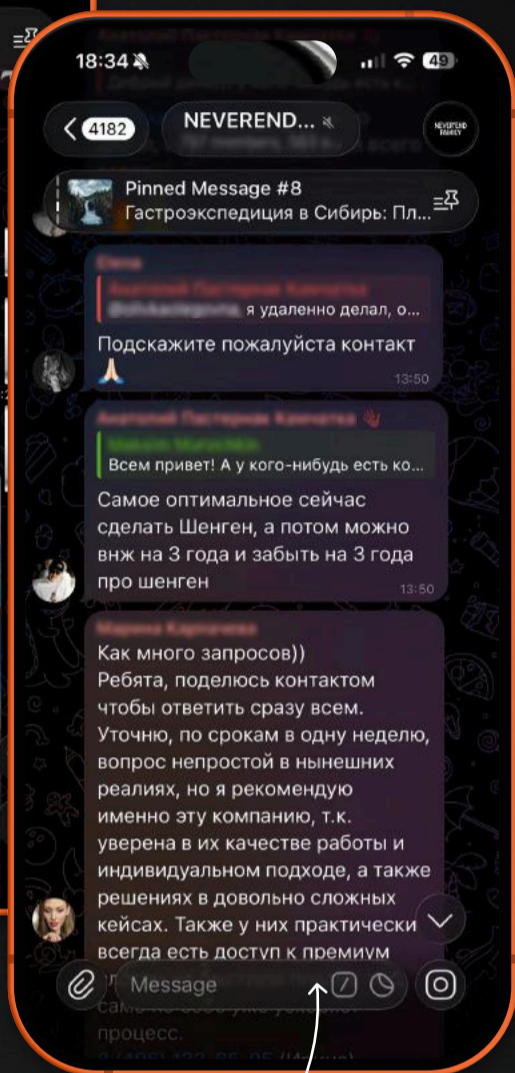 18:34
49
4182
NEVEREND...
NEVEREND
FAMILY
Pinned Message #8
Гастроэкспедиция в Сибирь: Пл...
я удаленно делал, о...
Подскажите пожалуйста контакт
13:50
Всем привет! А у кого-нибудь есть ко...
Самое оптимальное сейчас
сделать Шенген, а потом можно
внж на 3 года и забыть на 3 года
про шенген
13:50
Как много запросов))
Ребята, поделюсь контактом
чтобы ответить сразу всем.
Уточню, по срокам в одну неделю,
вопрос непростой в нынешних
реалиях, но я рекомендую
именно эту компанию, т.к.
уверена в их качестве работы и
индивидуальном подходе, а также
решениях в довольно сложных
кейсах. Также у них практически
всегда есть доступ к премиум
Message
процесс.